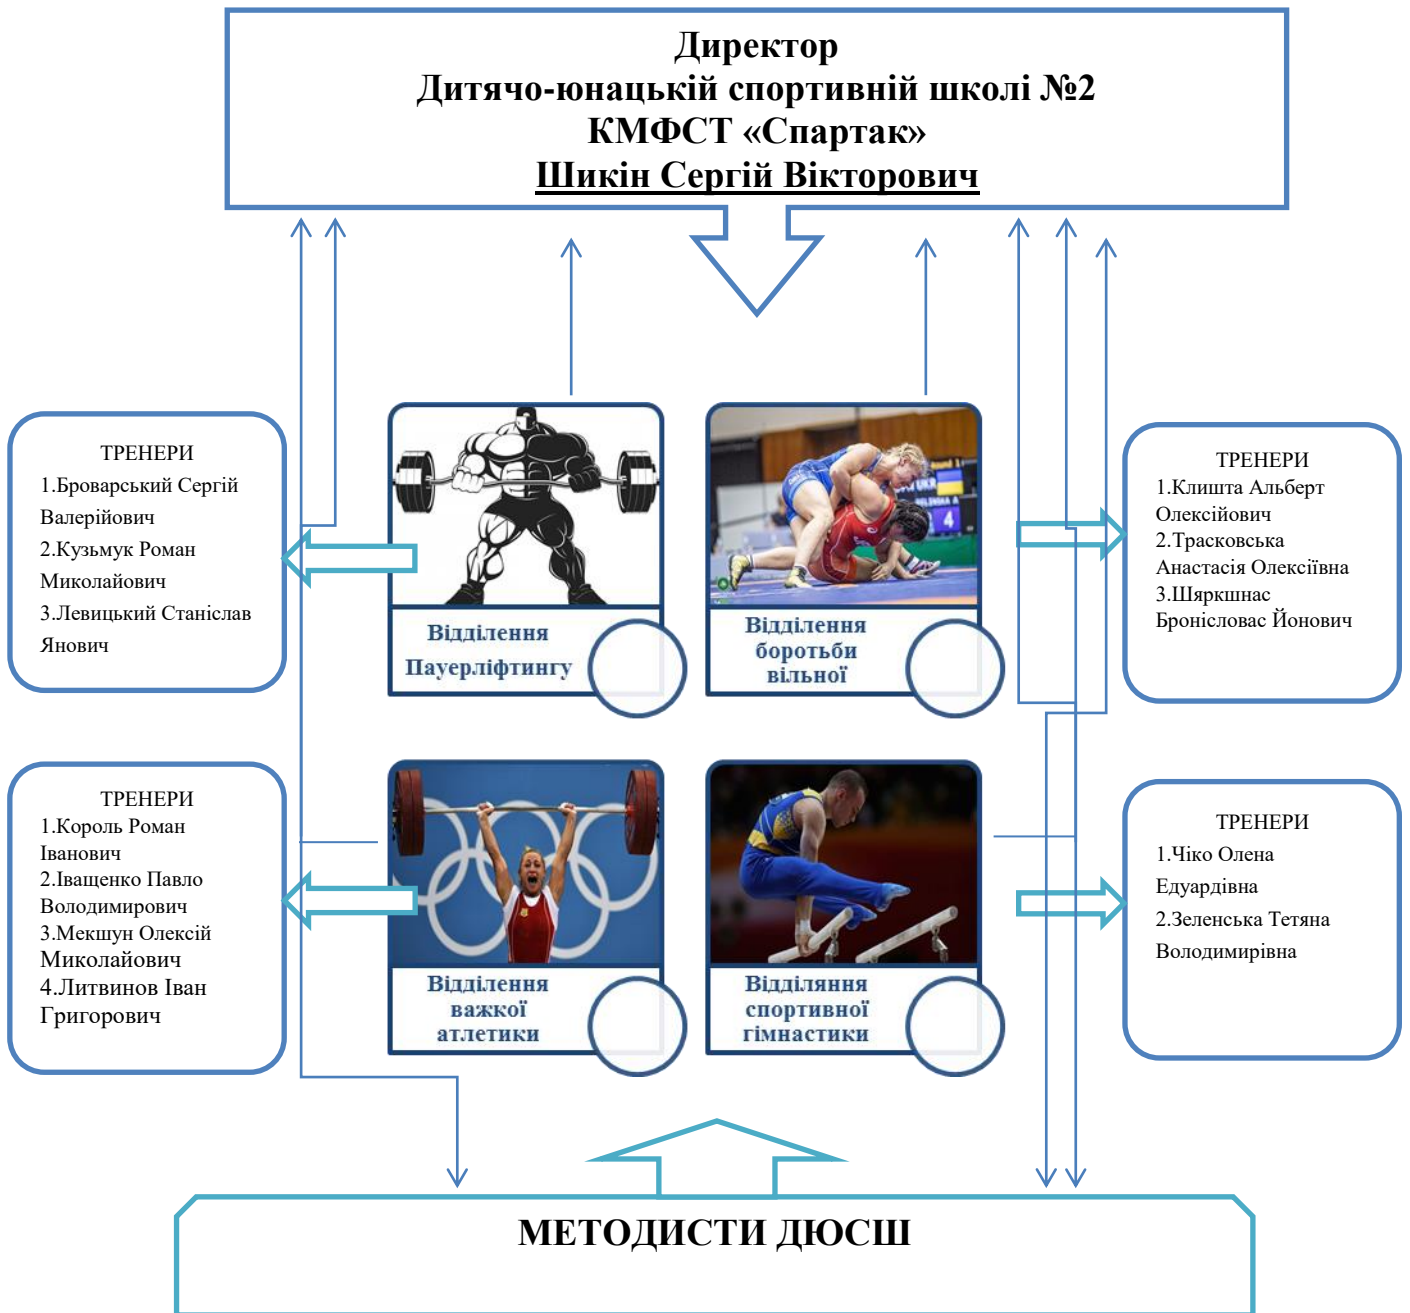 Директор
Дитячо-юнацькій спортивній школі №2
КМФСТ «Спартак»
Шикін Сергій Вікторович
ТРЕНЕРИ
1.Броварський Сергій
Валерійович
2.Кузьмук Роман
Миколайович
3.Левицький Станіслав
Янович
Відділення
Пауерліфтингу
UKR
4
Відділення
боротьби
вільної
ТРЕНЕРИ
1.Клишта Альберт
Олексійович
2.Трасковська
Анастасія Олексіївна
3.Шяркшнас
Броніславас Йонович
ТРЕНЕРИ
1.Король Роман
Іванович
2.Іващенко Павло
Володимирович
3.Мекшун Олексій
Миколайович
4.Литвинов Іван
Григорович
Відділення
важкої
атлетики
Відділяння
спортивної
гімнастики
ТРЕНЕРИ
1.Чіко Олена
Едуардівна
2.Зеленська Тетяна
Володимирівна
МЕТОДИСТИ ДЮСШ